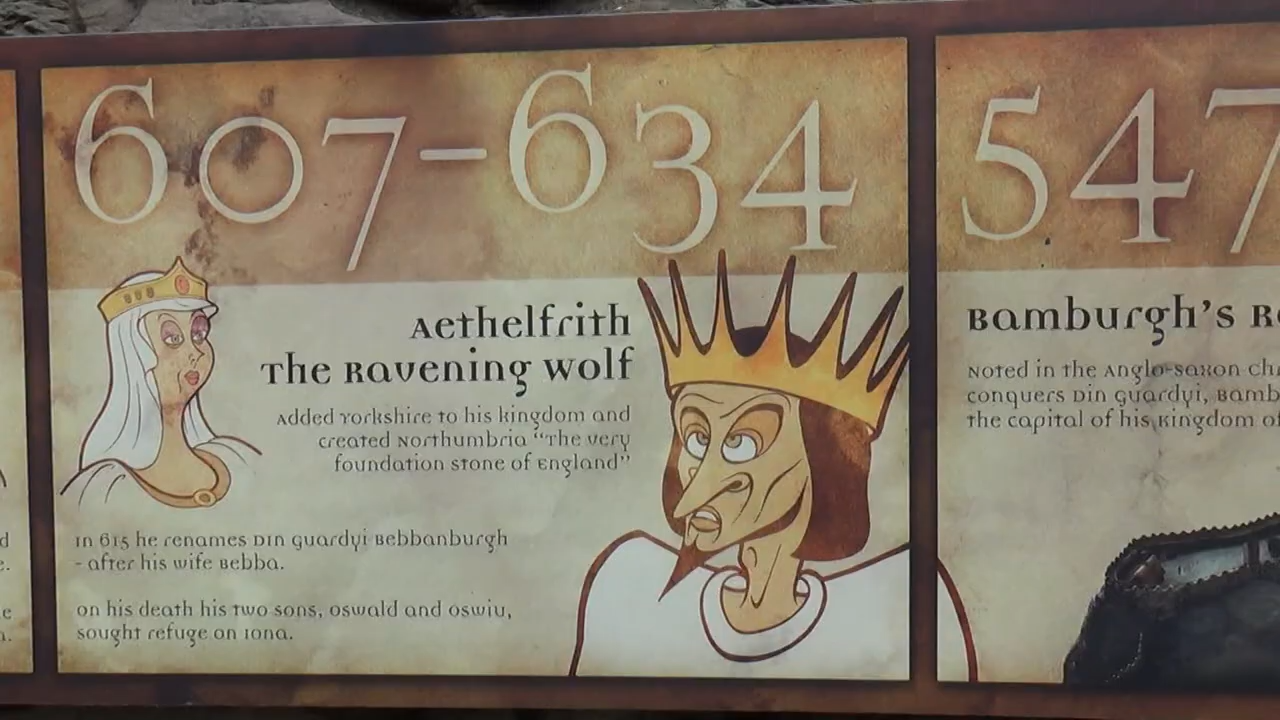 607-634
Aethelfrith
The Ravening Wolf
Added Yorkshire to his kingdom and
created Northumbria "The very
foundation stone of England"
In 615 he renames Din Guardyi Bebbanburgh
- after his wife Bebba.
On his death his two sons, Oswald and Oswiu,
sought refuge on Iona.
547
Bamburgh's
Noted in the Anglo-Saxon
conquers Din Guardyi,
the capital of his kingdom